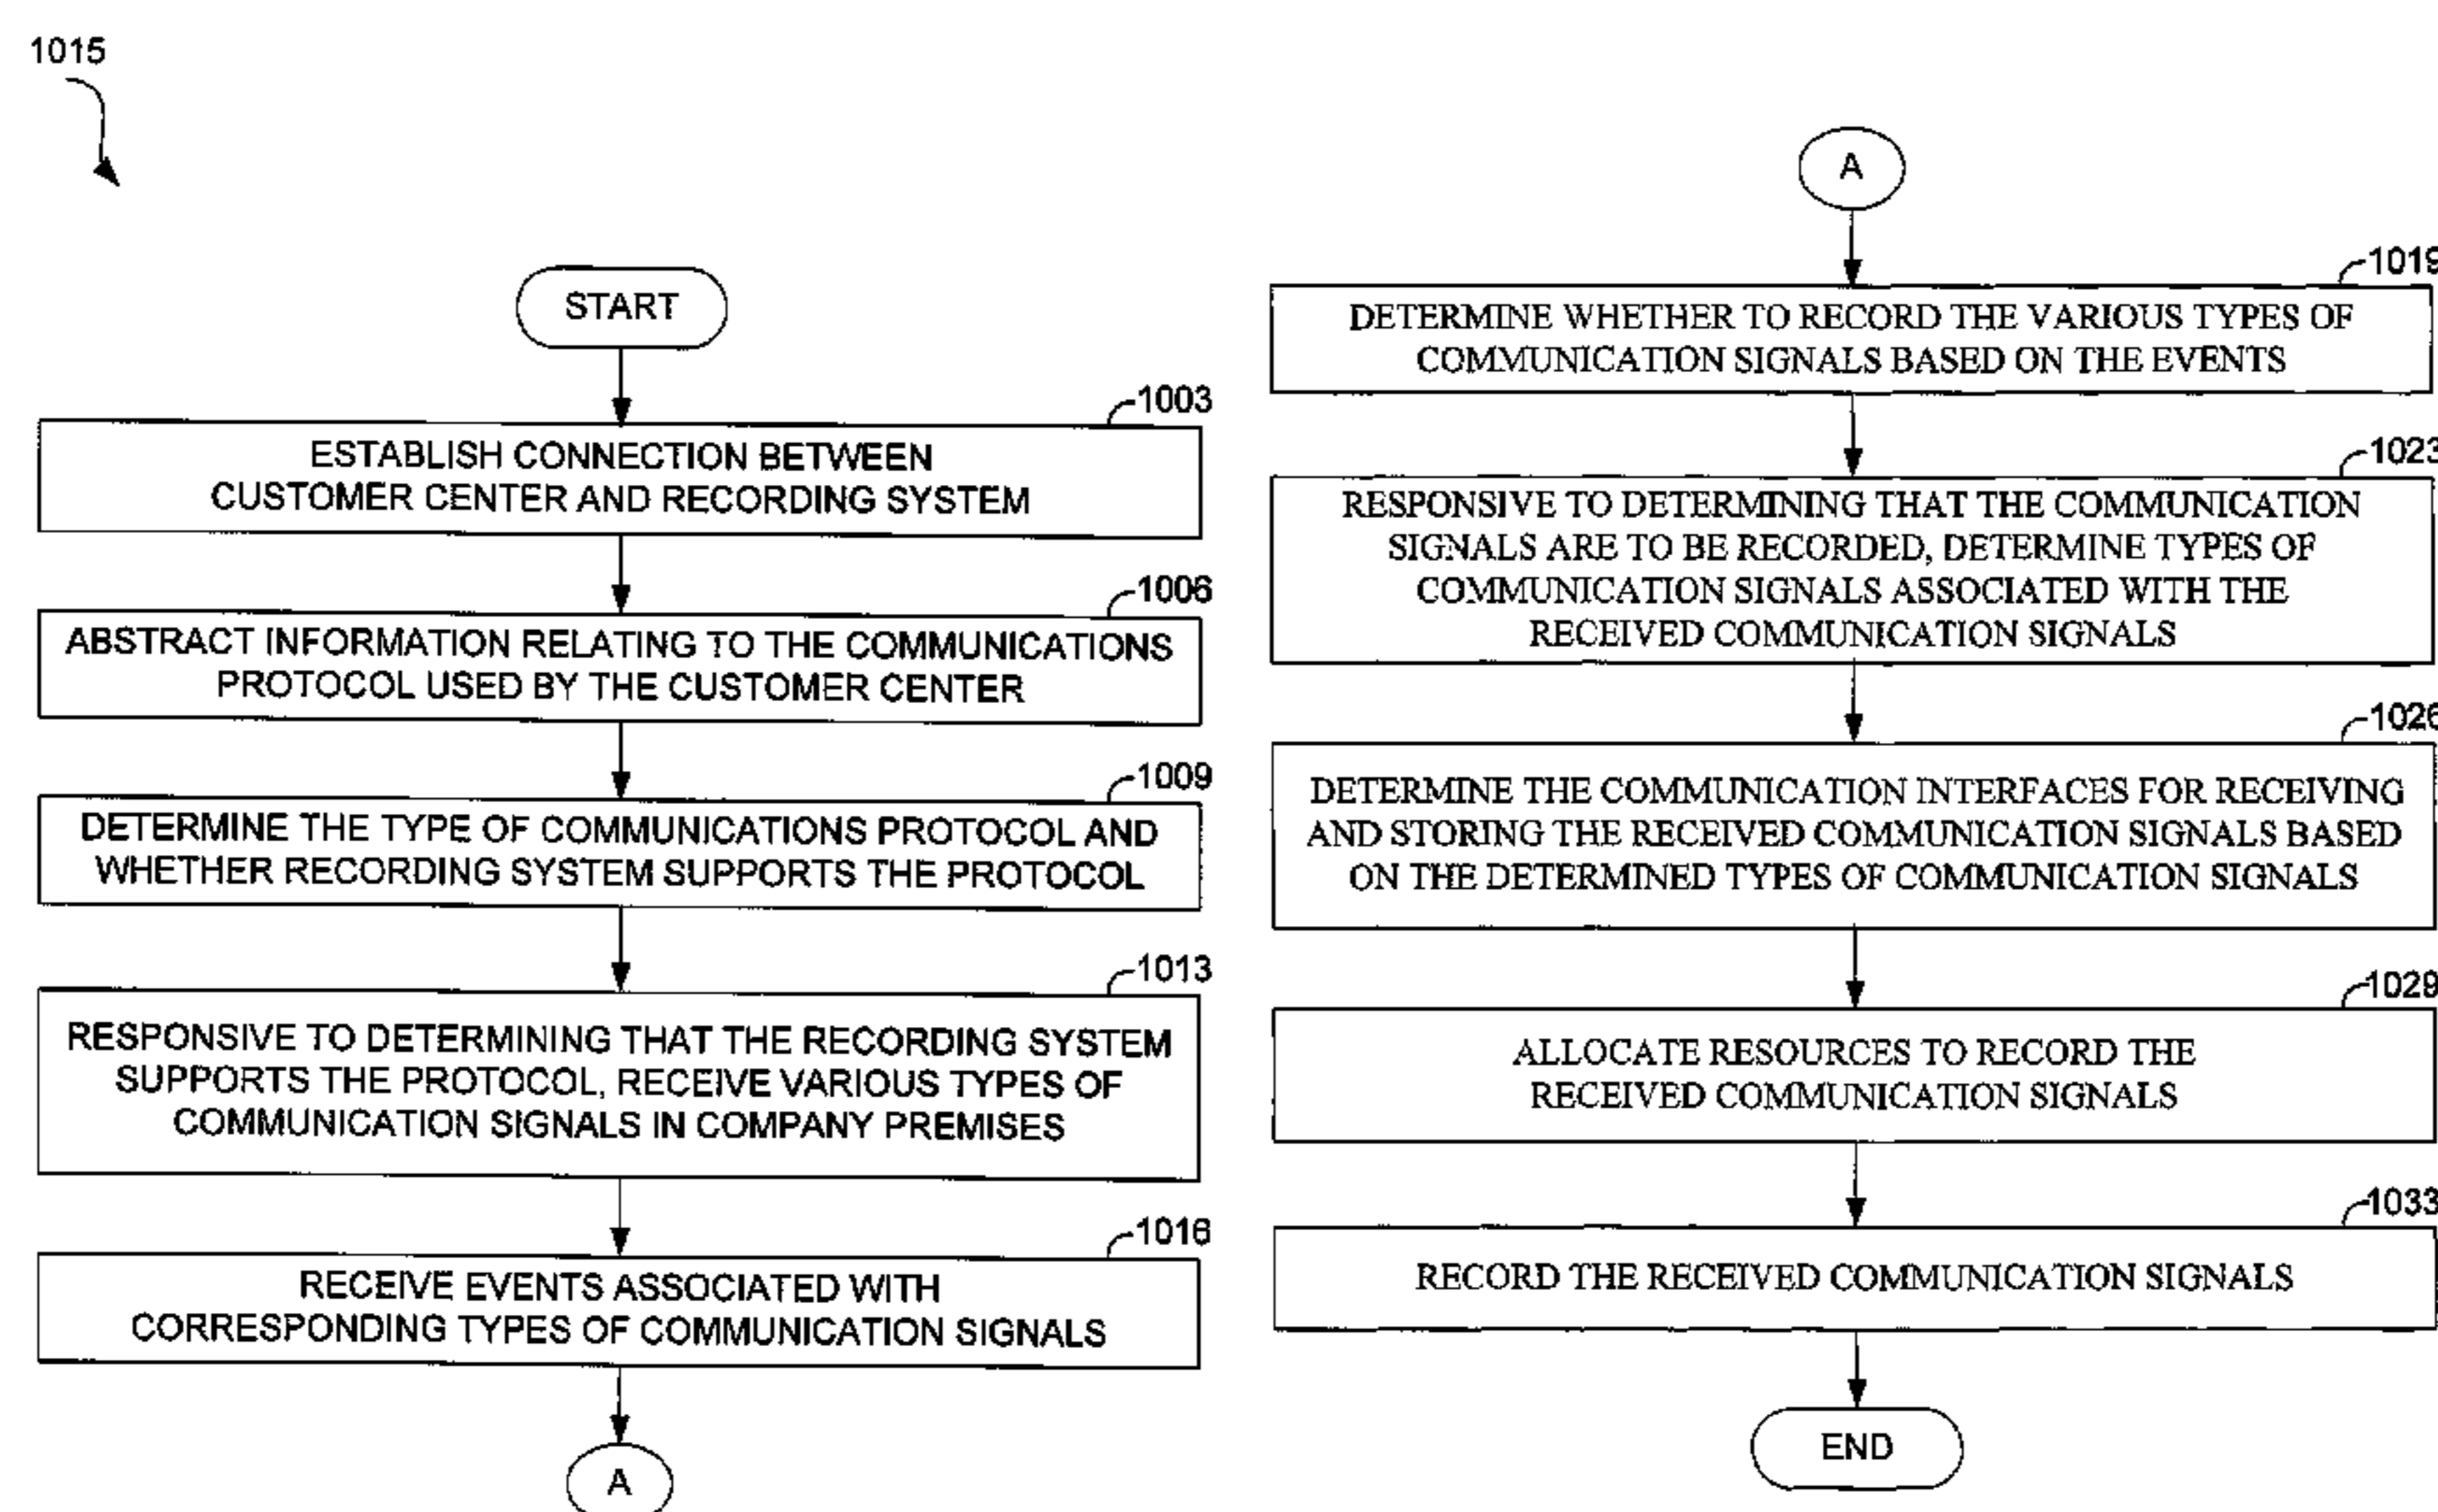 1015
START
1003
ESTABLISH CONNECTION BETWEEN
CUSTOMER CENTER AND RECORDING SYSTEM
1006
ABSTRACT INFORMATION RELATING TO THE COMMUNICATIONS
PROTOCOL USED BY THE CUSTOMER CENTER
1009
DETERMINE THE TYPE OF COMMUNICATIONS PROTOCOL AND
WHETHER RECORDING SYSTEM SUPPORTS THE PROTOCOL
1013
RESPONSIVE TO DETERMINING THAT THE RECORDING SYSTEM
SUPPORTS THE PROTOCOL, RECEIVE VARIOUS TYPES OF
COMMUNICATION SIGNALS IN COMPANY PREMISES
1016
RECEIVE EVENTS ASSOCIATED WITH
CORRESPONDING TYPES OF COMMUNICATION SIGNALS
A
A
1019
DETERMINE WHETHER TO RECORD THE VARIOUS TYPES OF
COMMUNICATION SIGNALS BASED ON THE EVENTS
1023
RESPONSIVE TO DETERMINING THAT THE COMMUNICATION
SIGNALS ARE TO BE RECORDED, DETERMINE TYPES OF
COMMUNICATION SIGNALS ASSOCIATED WITH THE
RECEIVED COMMUNICATION SIGNALS
1026
DETERMINE THE COMMUNICATION INTERFACES FOR RECEIVING
AND STORING THE RECEIVED COMMUNICATION SIGNALS BASED
ON THE DETERMINED TYPES OF COMMUNICATION SIGNALS
1029
ALLOCATE RESOURCES TO RECORD THE
RECEIVED COMMUNICATION SIGNALS
1033
RECORD THE RECEIVED COMMUNICATION SIGNALS
END